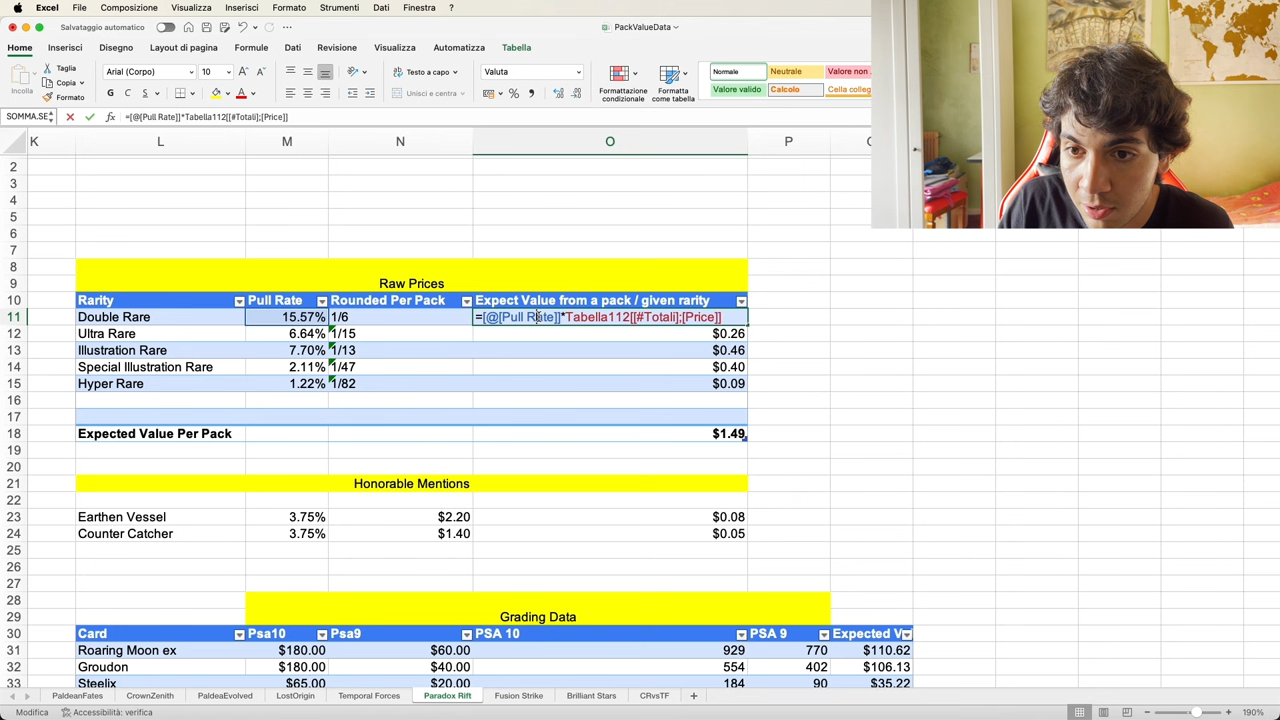 Excel File Composizione Visualizza Inserisci Formato Strumenti Dati Finestra ?
Salvataggio automatico PackValueData
Home Inserisci Disegno Layout di pagina Formule Dati Revisione Visualizza Automatizza Tabella
Incolla Taglia Copia Formato
Arial (Corpo) 10 A A
G C S A
Testo a capo
Unisci e centra
Valuta
%
Formattazione condizionale
Formatta come tabella
Normale Neutrale Valore non
Valore valido Calcolo Cella colleg
SOMMA.SE fx =[@[Pull Rate]]*Tabella112[[#Totali];[Price]]
K L M N O P
2
3
4
5
6
7
8
9 Raw Prices
10 Rarity Pull Rate Rounded Per Pack Expect Value from a pack / given rarity
11 Double Rare 15.57% 1/6 =[@[Pull Rate]]*Tabella112[[#Totali];[Price]]
12 Ultra Rare 6.64% 1/15 $0.26
13 Illustration Rare 7.70% 1/13 $0.46
14 Special Illustration Rare 2.11% 1/47 $0.40
15 Hyper Rare 1.22% 1/82 $0.09
16
17
18 Expected Value Per Pack $1.49
19
20
21 Honorable Mentions
22
23 Earthen Vessel 3.75% $2.20 $0.08
24 Counter Catcher 3.75% $1.40 $0.05
25
26
27
28
29 Grading Data
30 Card Psa10 Psa9 PSA 10 PSA 9 Expected V
31 Roaring Moon ex $180.00 $60.00 929 770 $110.62
32 Groudon $180.00 $40.00 554 402 $106.13
33 Steelix $65.00 $20.00 184 90 $35.22
PaldeanFates CrownZenith PaldeaEvolved LostOrigin Temporal Forces Paradox Rift Fusion Strike Brilliant Stars CRvsTF +
Modifica Accessibilità: verifica 190%